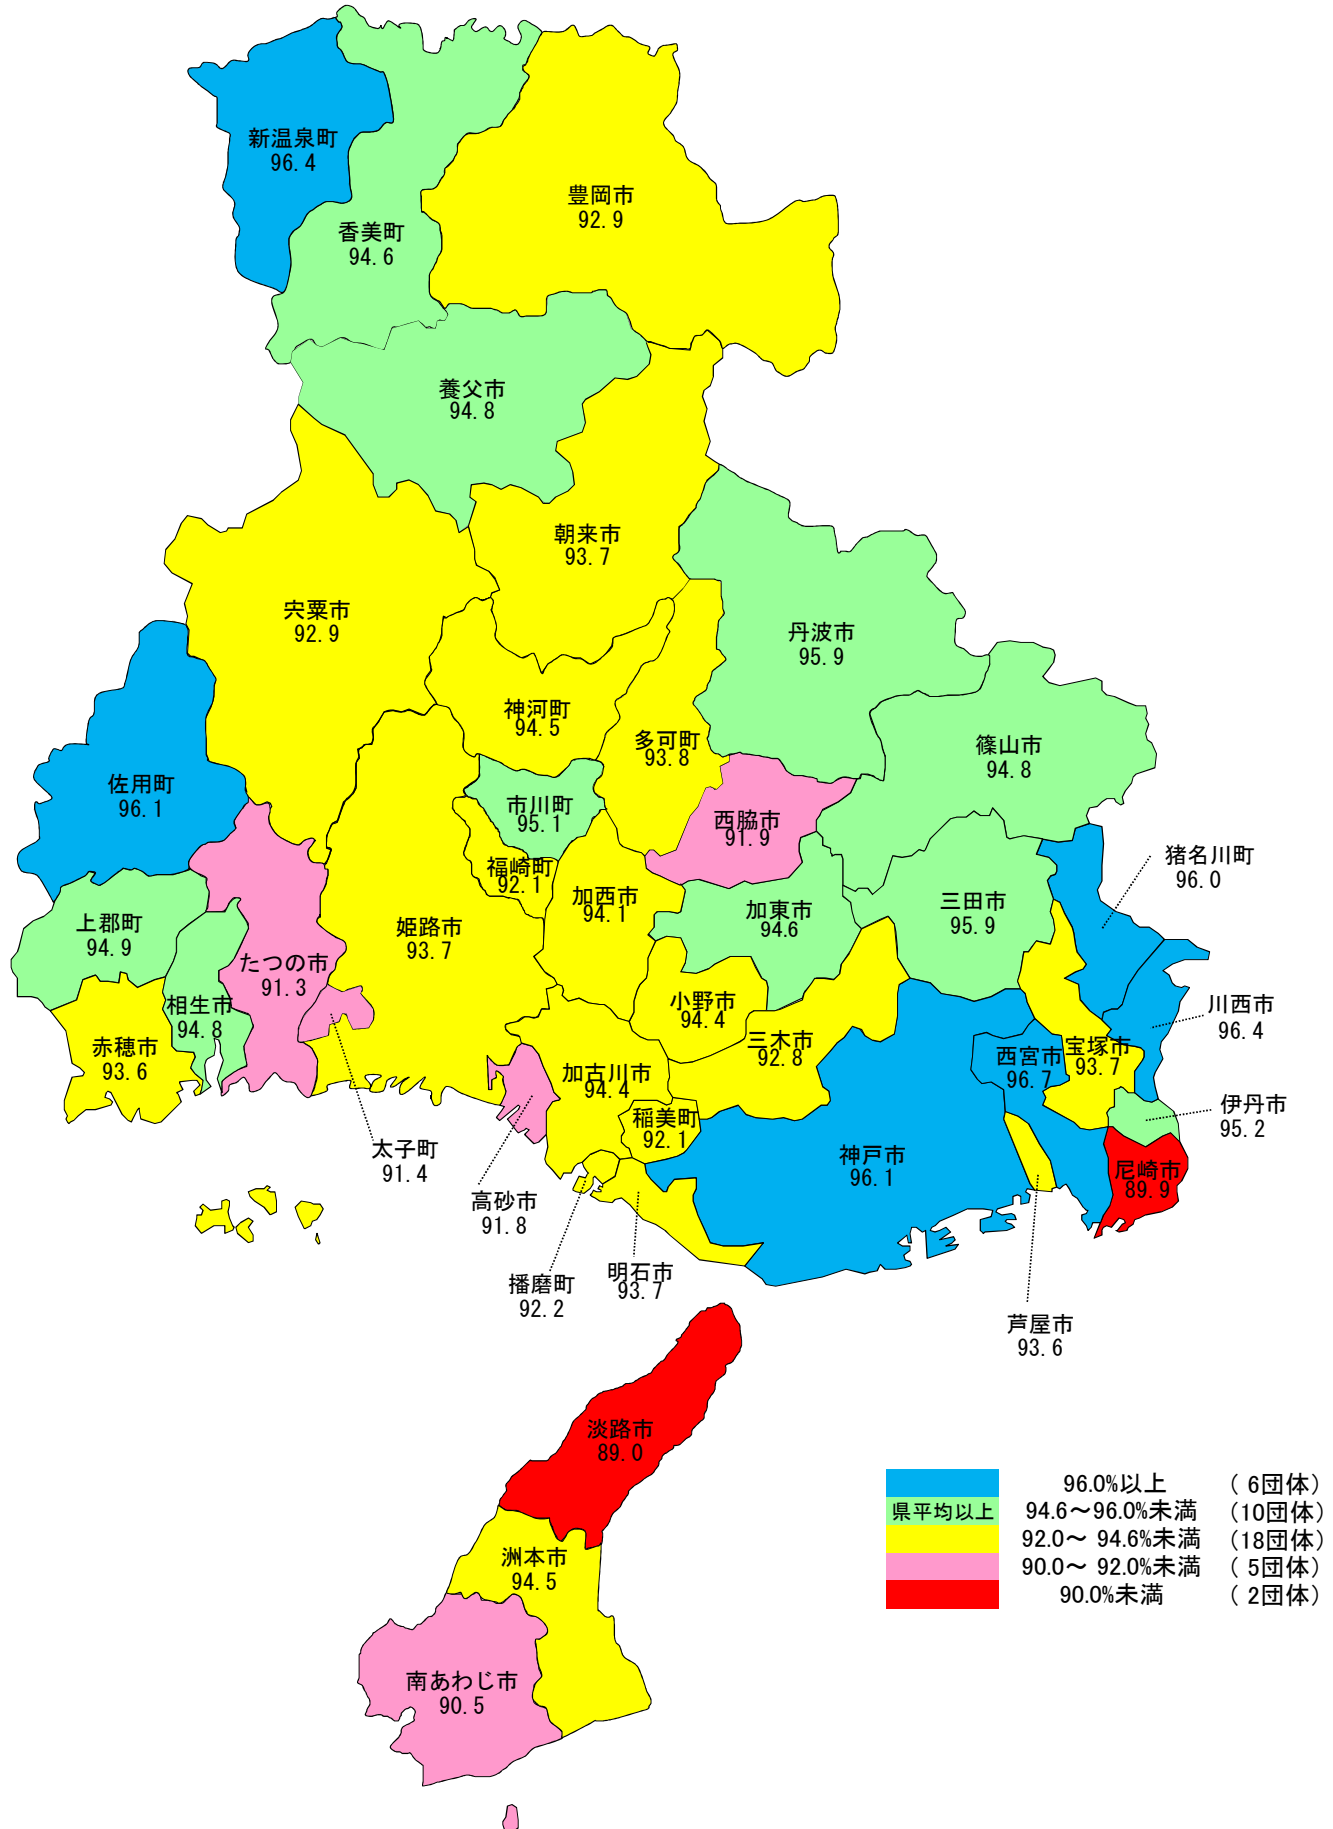 新温泉町
96.4
香美町
94.6
豊岡市
92.9
養父市
94.8
朝来市
93.7
宍粟市
92.9
丹波市
95.9
神河町
94.5
多可町
93.8
篠山市
94.8
佐用町
96.1
市川町
95.1
西脇市
91.9
福崎町
92.1
加西市
94.1
加東市
94.6
三田市
95.9
猪名川町
96.0
上郡町
94.9
姫路市
93.7
たつの市
91.3
相生市
94.8
小野市
94.4
川西市
96.4
赤穂市
93.6
三木市
92.8
西宮市
96.7
宝塚市
93.7
加古川市
94.4
稲美町
92.1
伊丹市
95.2
太子町
91.4
神戸市
96.1
尼崎市
89.9
高砂市
91.8
播磨町
92.2
明石市
93.7
芦屋市
93.6
淡路市
89.0
洲本市
94.5
南あわじ市
90.5
96.0%以上 （ 6団体）
県平均以上 94.6～96.0%未満 （10団体）
92.0～ 94.6%未満 （18団体）
90.0～ 92.0%未満 （ 5団体）
90.0%未満 （ 2団体）